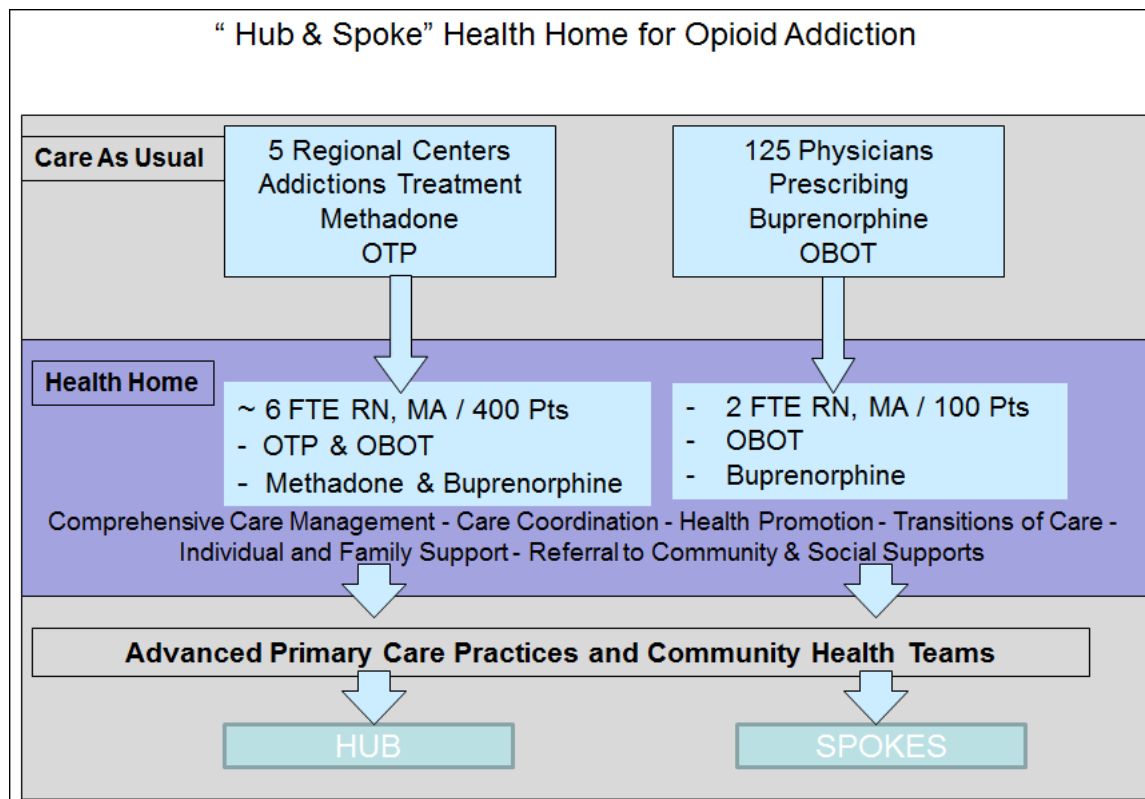 “ Hub & Spoke” Health Home for Opioid Addiction
Care As Usual
5 Regional Centers
Addictions Treatment
Methadone
OTP
125 Physicians
Prescribing
Buprenorphine
OBOT
Health Home
~ 6 FTE RN, MA / 400 Pts
- OTP & OBOT
- Methadone & Buprenorphine
- 2 FTE RN, MA / 100 Pts
- OBOT
- Buprenorphine
Comprehensive Care Management - Care Coordination - Health Promotion - Transitions of Care -
Individual and Family Support - Referral to Community & Social Supports
Advanced Primary Care Practices and Community Health Teams
HUB
SPOKES